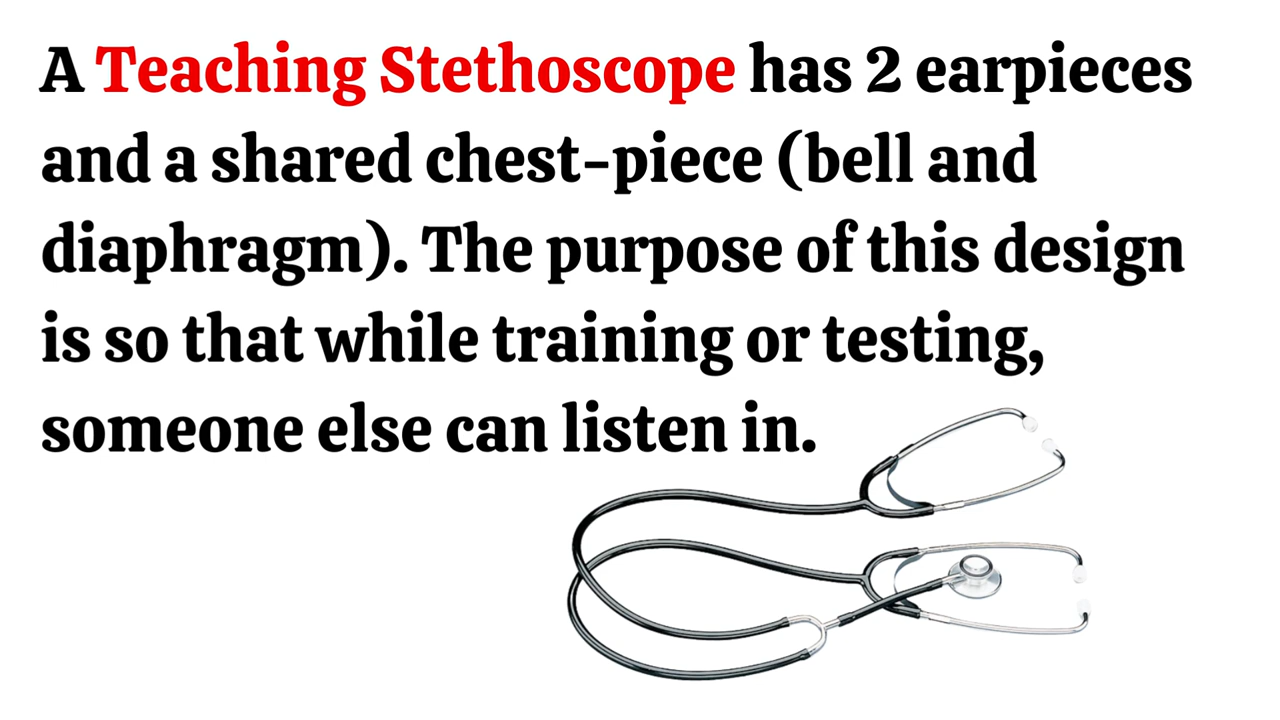 A Teaching Stethoscope has 2 earpieces
and a shared chest-piece (bell and
diaphragm). The purpose of this design
is so that while training or testing,
someone else can listen in.